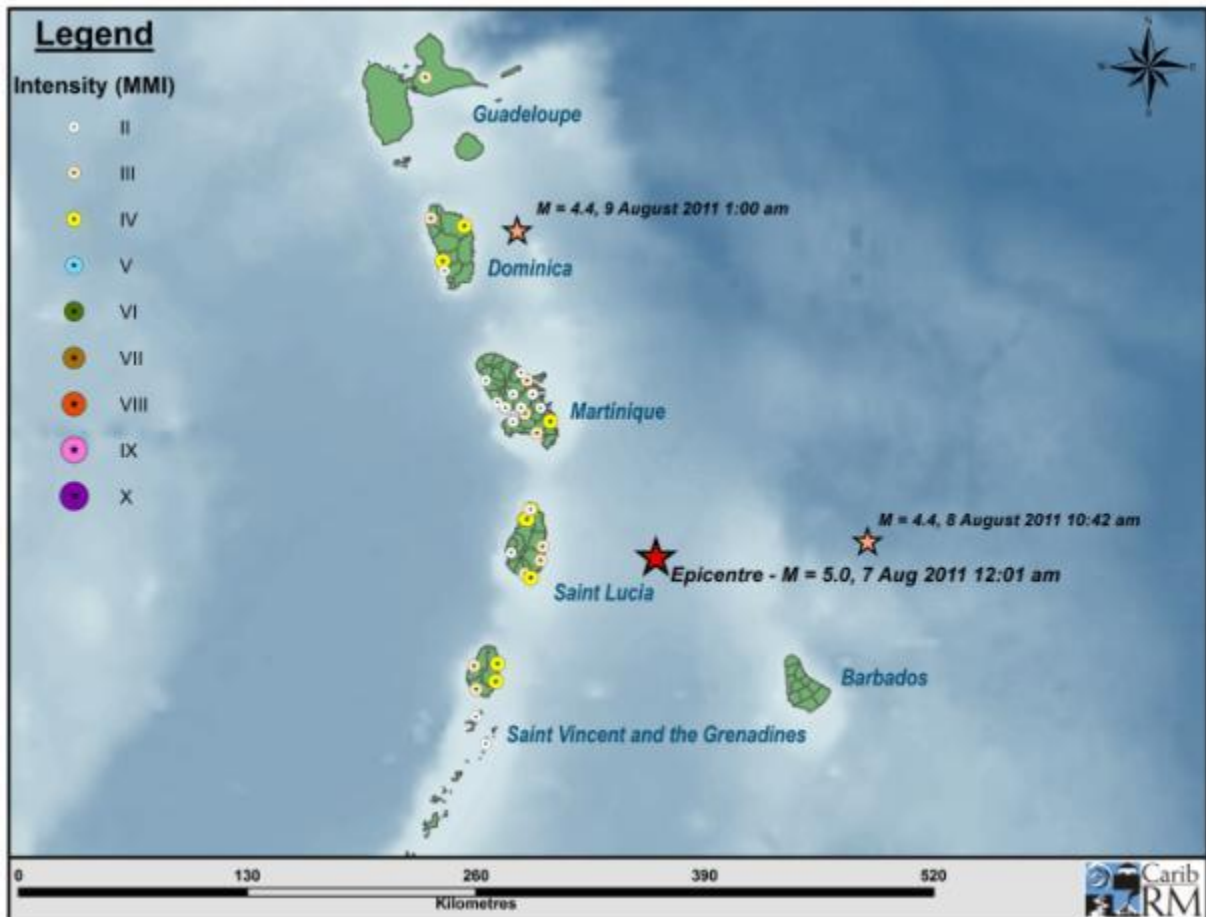 Legend
Intensity (MMI)
II
III
IV
V
VI
VII
VIII
IX
X
N
Guadeloupe
M = 4.4, 9 August 2011 1:00 am
Dominica
Martinique
M = 4.4, 8 August 2011 10:42 am
Epicentre - M = 5.0, 7 Aug 2011 12:01 am
Saint Lucia
Barbados
Saint Vincent and the Grenadines
0 130 260 390 520
Kilometres
Carib
RM